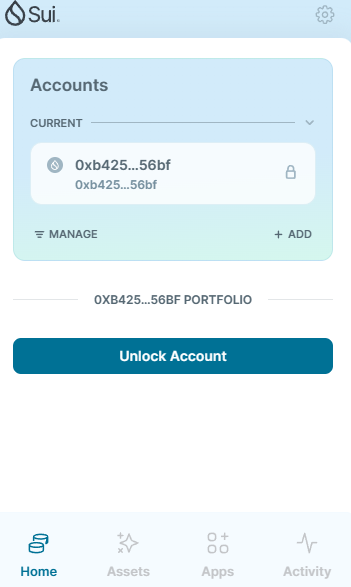 Sui
Accounts
CURRENT
0xb425...56bf
0xb425...56bf
MANAGE
+ ADD
0XB425...56BF PORTFOLIO
Unlock Account
Home
Assets
Apps
Activity